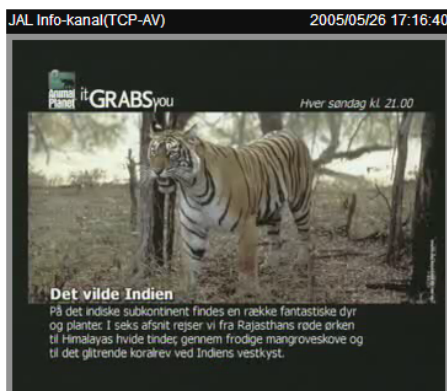 JAL Info-kanal(TCP-AV) 2005/05/26 17:16:40
Animal Planet it GRABS you Hver søndag kl. 21.00
Det vilde Indien
På det indiske subkontinent findes en række fantastiske dyr
og planter. I seks afsnit rejser vi fra Rajasthans røde ørken
til Himalayas hvide tinder, gennem frodige mangroveskove og
til det glitrende koralrev ved Indiens vestkyst.